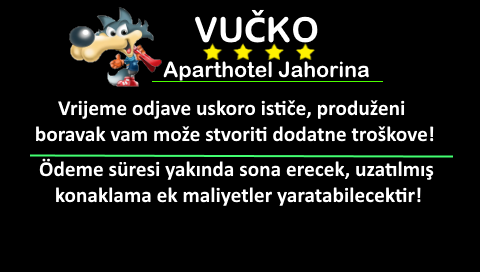 VUČKO
Aparthotel Jahorina
Vrijeme odjave uskoro ističe, produženi
boravak vam može stvoriti dodatne troškove!
Ödeme süresi yakında sona erecek, uzatılmış
konaklama ek maliyetler yaratabilecektir!